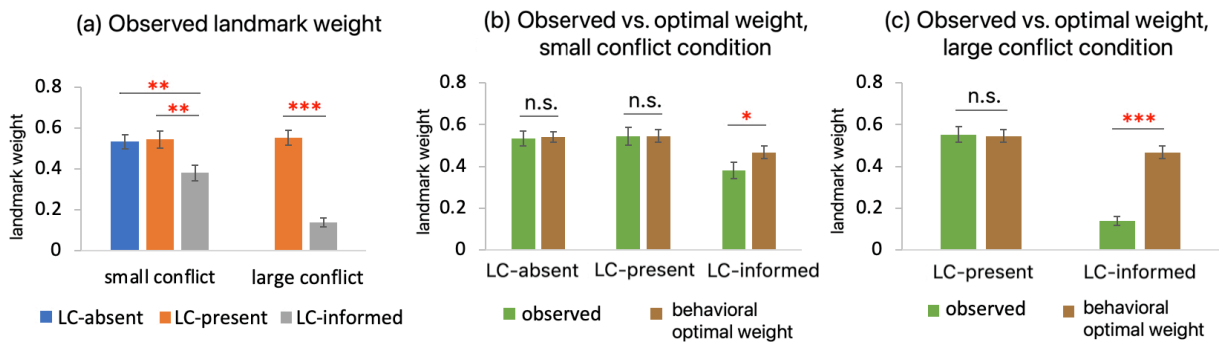 (a) Observed landmark weight
landmark weight
0.8
0.6
0.4
0.2
0
**
**
***
small conflict
large conflict
LC-absent
LC-present
LC-informed
(b) Observed vs. optimal weight,
small conflict condition
landmark weight
0.8
0.6
0.4
0.2
0
n.s.
n.s.
*
LC-absent
LC-present
LC-informed
observed
behavioral
optimal weight
(c) Observed vs. optimal weight,
large conflict condition
landmark weight
0.8
0.6
0.4
0.2
0
n.s.
***
LC-present
LC-informed
observed
behavioral
optimal weight